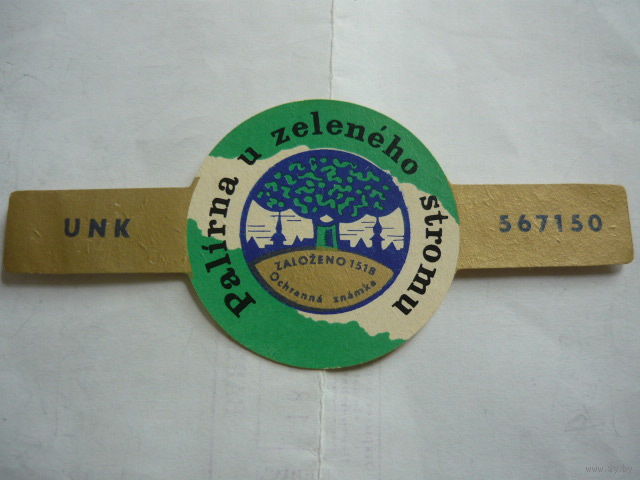 Palírna u zeleného stromu
UNK
ZALOŽENO 1518
Ochranná známka
567150